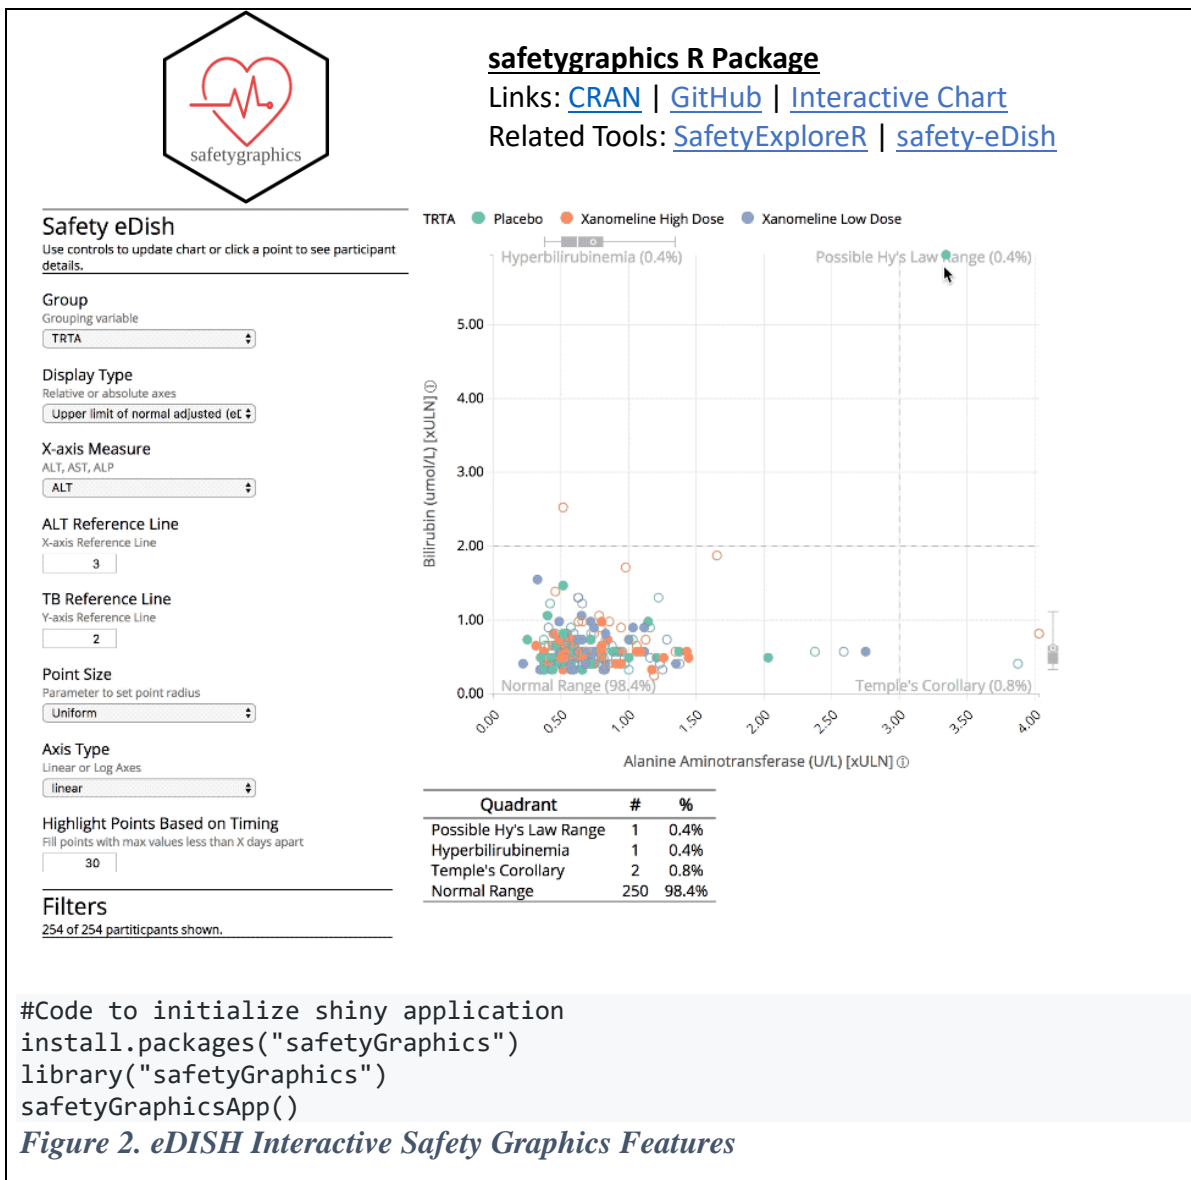 safetygraphics
safetygraphics R Package
Links: CRAN | GitHub | Interactive Chart
Related Tools: SafetyExploreR | safety-eDish
Safety eDish
Use controls to update chart or click a point to see participant
details.
Group
Grouping variable
TRTA
Display Type
Relative or absolute axes
Upper limit of normal adjusted (eD
X-axis Measure
ALT, AST, ALP
ALT
ALT Reference Line
X-axis Reference Line
3
TB Reference Line
Y-axis Reference Line
2
Point Size
Parameter to set point radius
Uniform
Axis Type
Linear or Log Axes
linear
Highlight Points Based on Timing
Fill points with max values less than X days apart
30
Filters
254 of 254 partiticpants shown.
TRTA Placebo Xanomeline High Dose Xanomeline Low Dose
Hyperbilirubinemia (0.4%) Possible Hy's Law Range (0.4%)
5.00
4.00
3.00
2.00
1.00
0.00
Bilirubin (umol/L) [xULN] ⓘ
Normal Range (98.4%) Temple's Corollary (0.8%)
0.00 0.50 1.00 1.50 2.00 2.50 3.00 3.50 4.00
Alanine Aminotransferase (U/L) [xULN] ⓘ
Quadrant # %
Possible Hy's Law Range 1 0.4%
Hyperbilirubinemia 1 0.4%
Temple's Corollary 2 0.8%
Normal Range 250 98.4%
#Code to initialize shiny application
install.packages("safetyGraphics")
library("safetyGraphics")
safetyGraphicsApp()
Figure 2. eDISH Interactive Safety Graphics Features